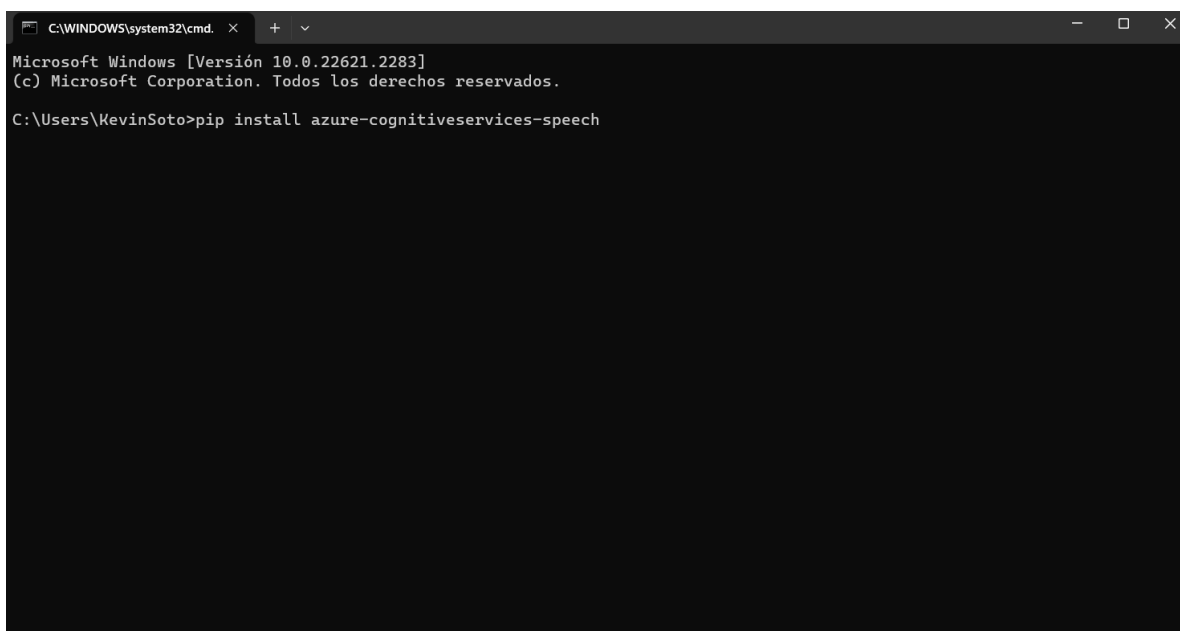 C:\WINDOWS\system32\cmd.
Microsoft Windows [Versión 10.0.22621.2283]
(c) Microsoft Corporation. Todos los derechos reservados.
C:\Users\KevinSoto>pip install azure-cognitiveservices-speech